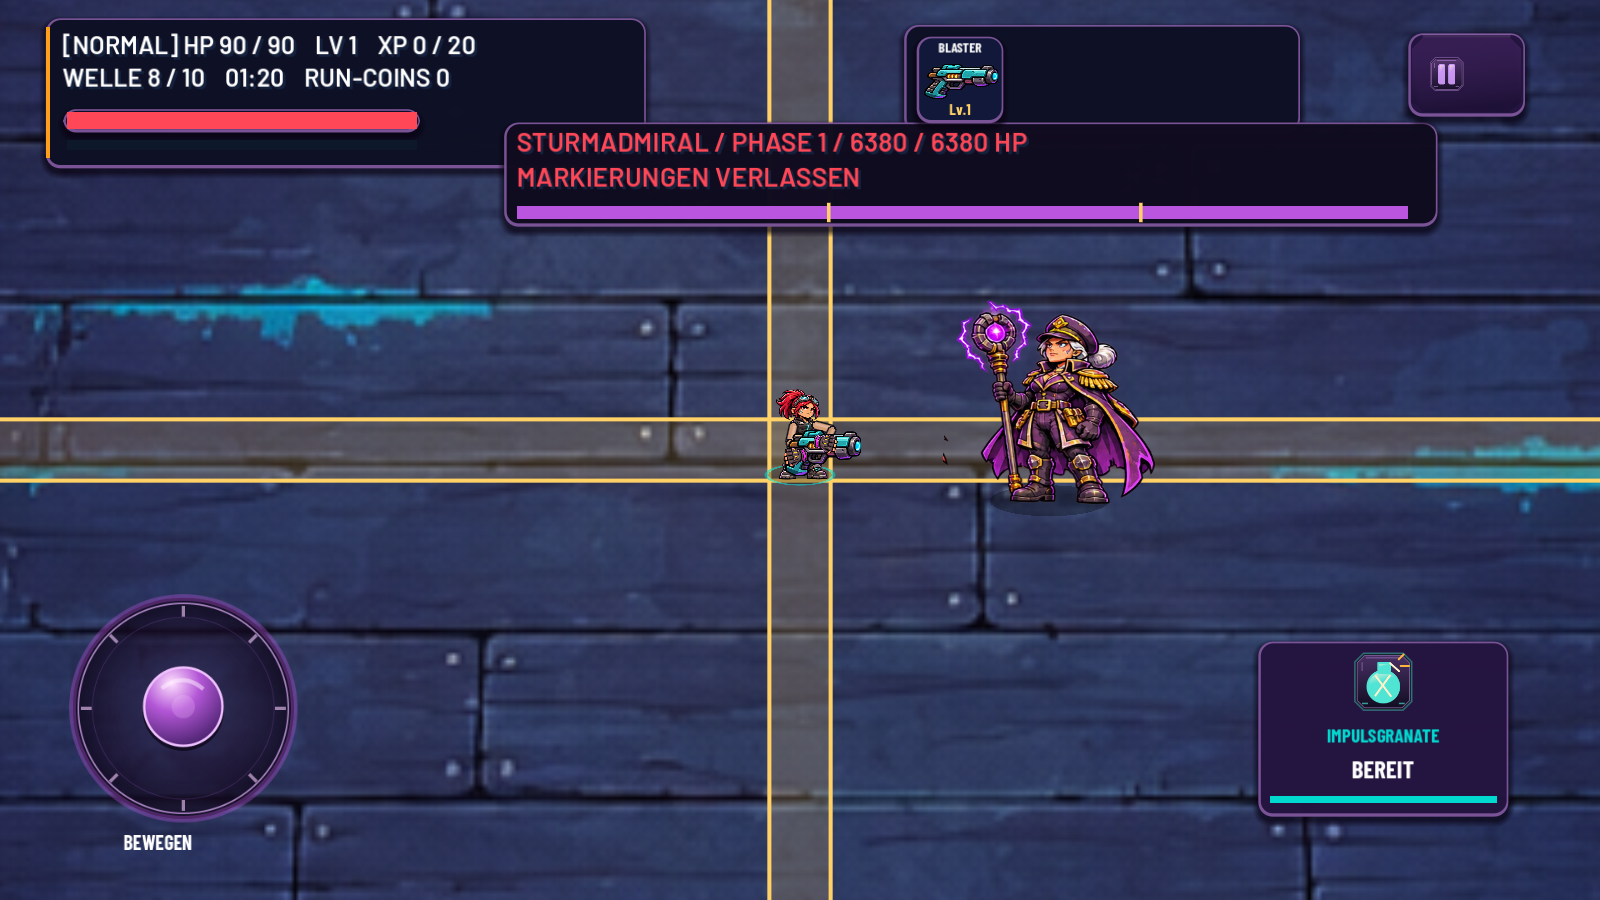 [NORMAL] HP 90 / 90 LV 1 XP 0 / 20
WELLE 8 / 10 01:20 RUN-COINS 0
BLASTER
Lv.1
STURMADMIRAL / PHASE 1 / 6380 / 6380 HP
MARKIERUNGEN VERLASSEN
IMPULSGRANATE
BEREIT
BEWEGEN